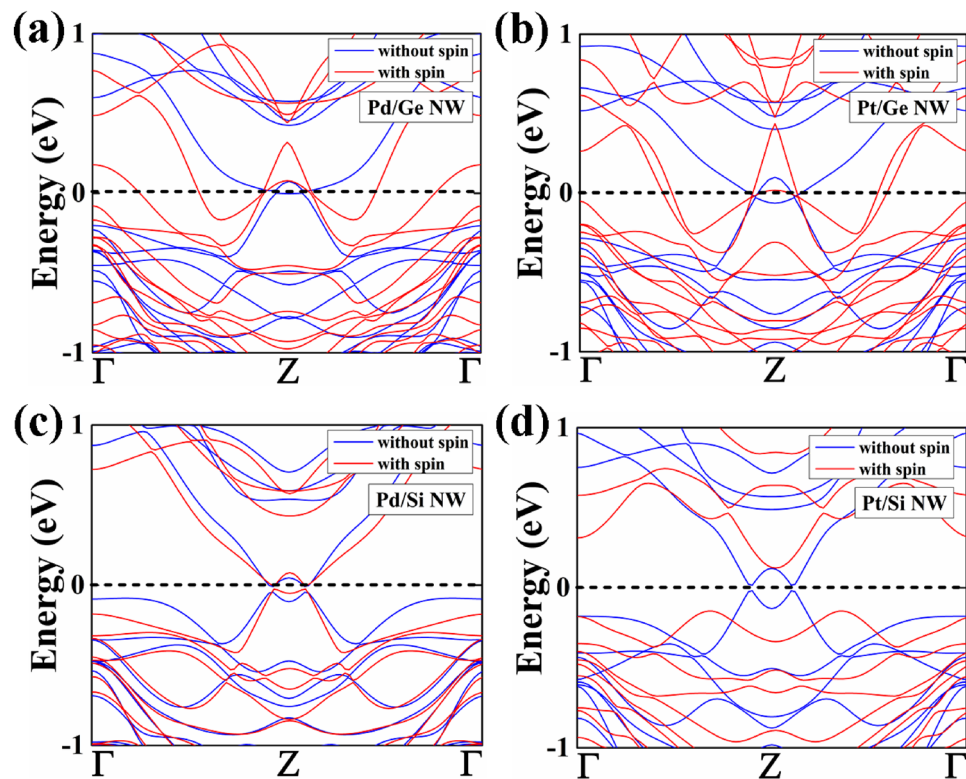 (a)
1
0
-1
Energy (eV)
without spin
with spin
Pd/Ge NW
Γ Z Γ
(b)
1
0
-1
Energy (eV)
without spin
with spin
Pt/Ge NW
Γ Z Γ
(c)
1
0
-1
Energy (eV)
without spin
with spin
Pd/Si NW
Γ Z Γ
(d)
1
0
-1
Energy (eV)
without spin
with spin
Pt/Si NW
Γ Z Γ